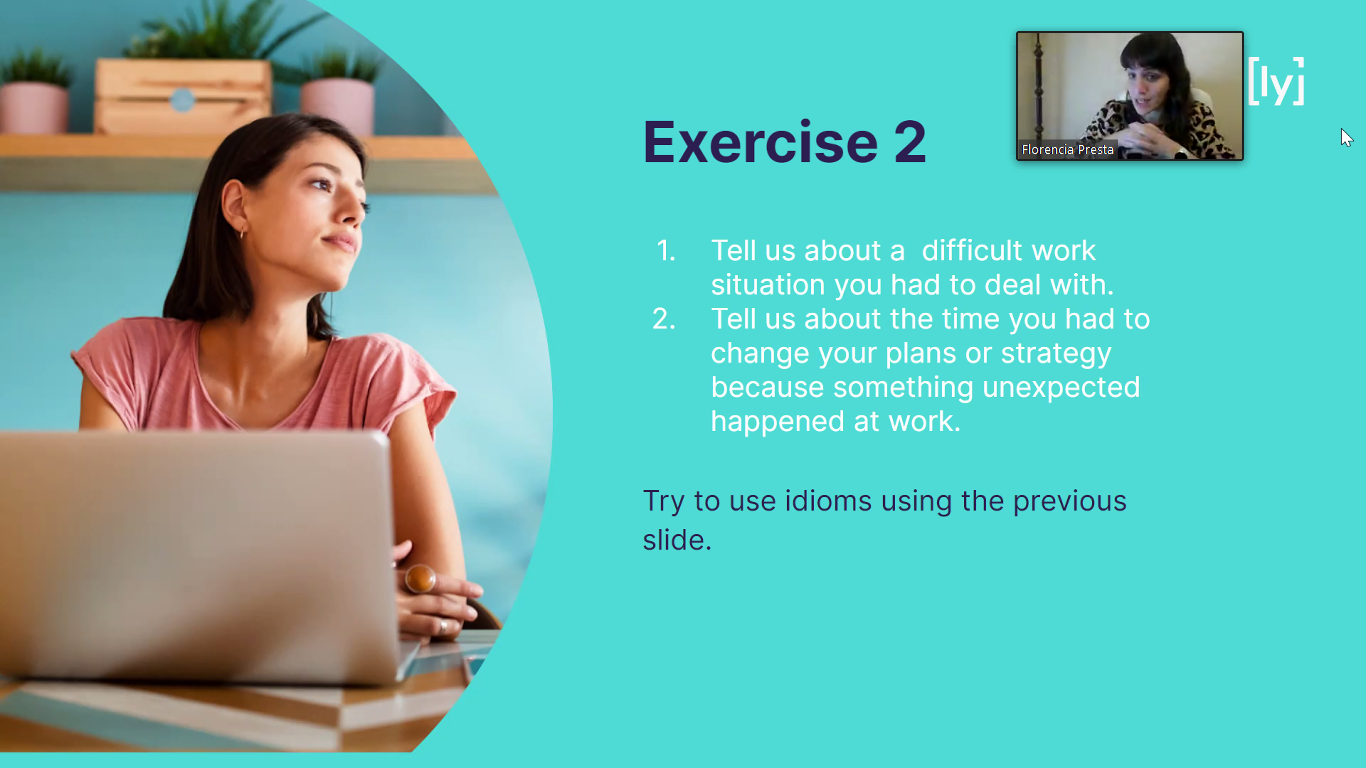 [ly]
Exercise 2
Florencia Presta
1. Tell us about a  difficult work
situation you had to deal with.
2. Tell us about the time you had to
change your plans or strategy
because something unexpected
happened at work.
Try to use idioms using the previous
slide.